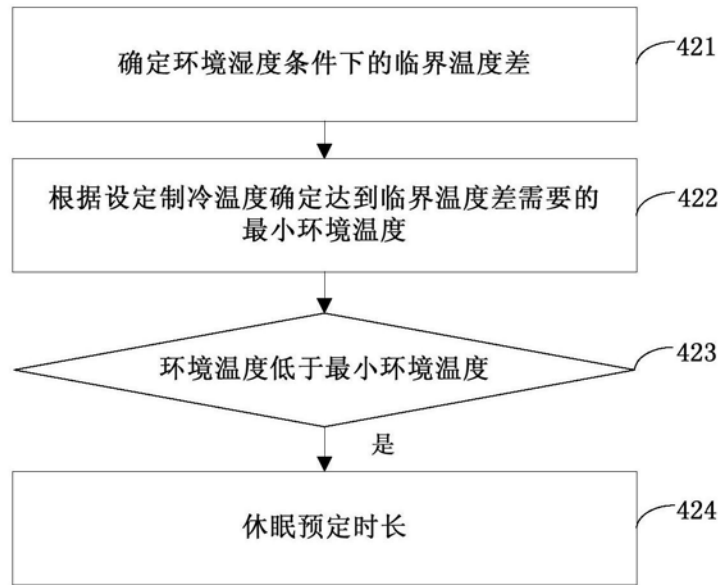 确定环境湿度条件下的临界温度差
421
根据设定制冷温度确定达到临界温度差需要的
最小环境温度
422
环境温度低于最小环境温度
423
是
休眠预定时长
424